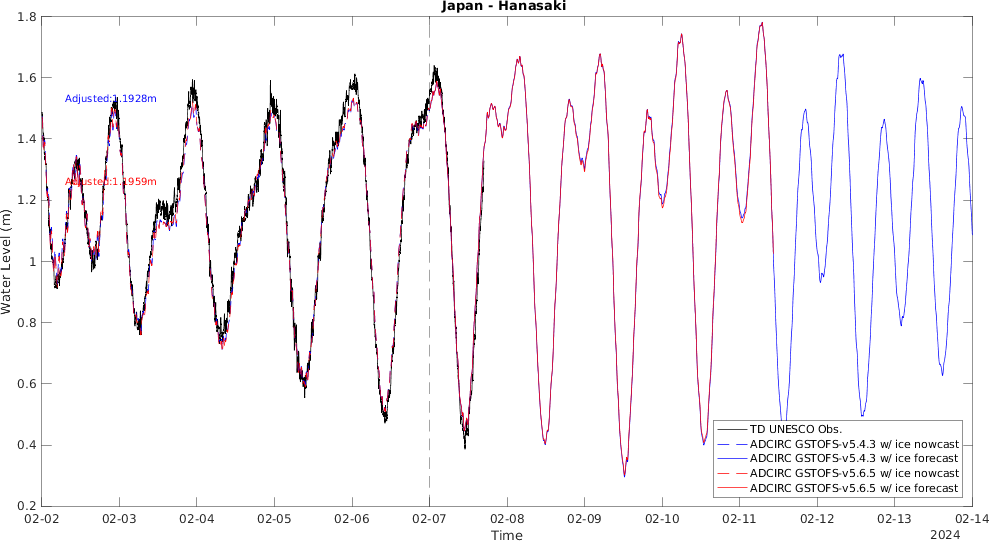 Japan - Hanasaki
1.8
1.6
1.4
1.2
1
0.8
0.6
0.4
0.2
Water Level (m)
Adjusted:1.1928m
Adjusted:1.1959m
TD UNESCO Obs.
ADCIRC GSTOFS-v5.4.3 w/ ice nowcast
ADCIRC GSTOFS-v5.4.3 w/ ice forecast
ADCIRC GSTOFS-v5.6.5 w/ ice nowcast
ADCIRC GSTOFS-v5.6.5 w/ ice forecast
02-02 02-03 02-04 02-05 02-06 02-07 02-08 02-09 02-10 02-11 02-12 02-13 02-14
Time
2024